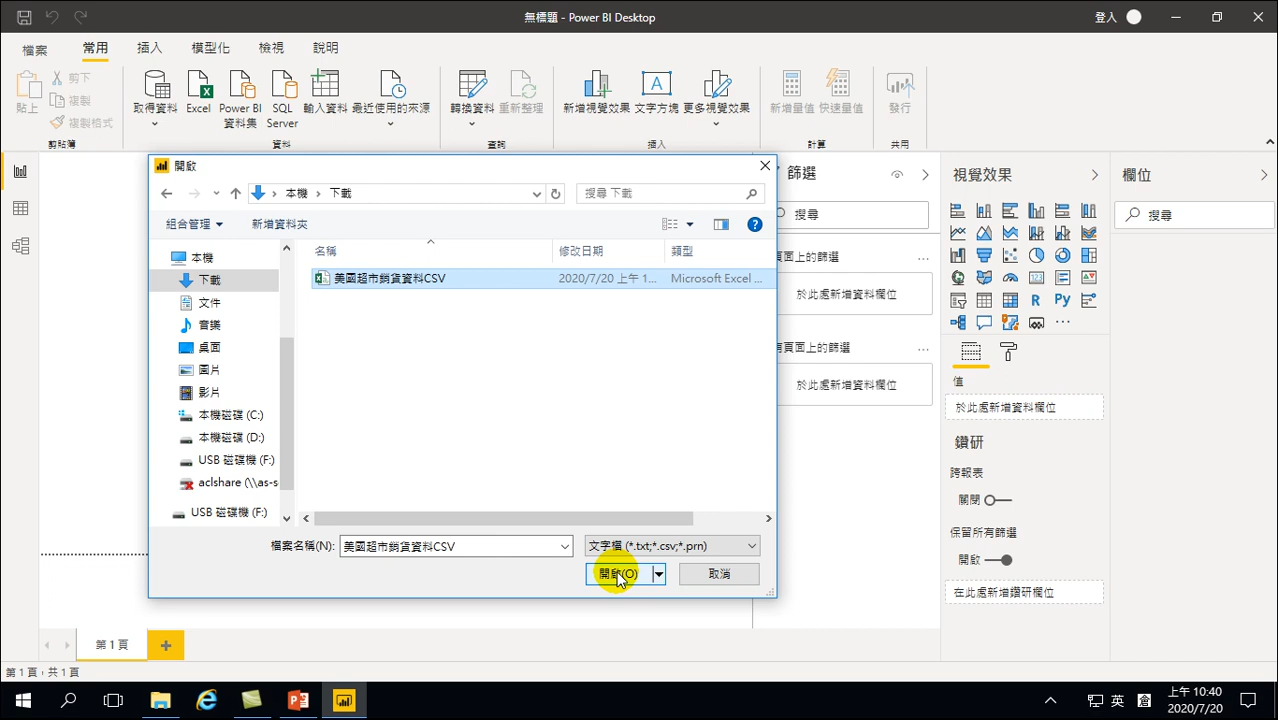 無標題 - Power BI Desktop
登入
檔案 常用 插入 模型化 檢視 說明
貼上
剪下
複製
複製格式
剪貼簿
取得資料
Excel
Power BI
資料集
SQL
Server
輸入資料
最近使用的來源
資料
轉換資料
重新整理
查詢
新增視覺效果
文字方塊
更多視覺效果
插入
新增量值
快速量值
計算
發行
共用
開啟
本機 › 下載
搜尋 下載
組合管理
新增資料夾
名稱 修改日期 類型
美國超市銷貨資料CSV 2020/7/20 上午 1... Microsoft Excel ...
本機
下載
文件
音樂
桌面
圖片
影片
本機磁碟 (C:)
本機磁碟 (D:)
USB 磁碟機 (F:)
aclshare (\\as-s
USB 磁碟機 (F:)
檔案名稱(N): 美國超市銷貨資料CSV
文字檔 (*.txt;*.csv;*.prn)
開啟(O)
取消
篩選
搜尋
頁面上的篩選 ...
於此處新增資料欄位
有頁面上的篩選 ...
於此處新增資料欄位
視覺效果
R
Py
123
值
於此處新增資料欄位
鑽研
跨報表
關閉
保留所有篩選
開啟
在此處新增鑽研欄位
欄位
搜尋
第 1 頁
第 1 頁，共 1 頁
英
上午 10:40
2020/7/20